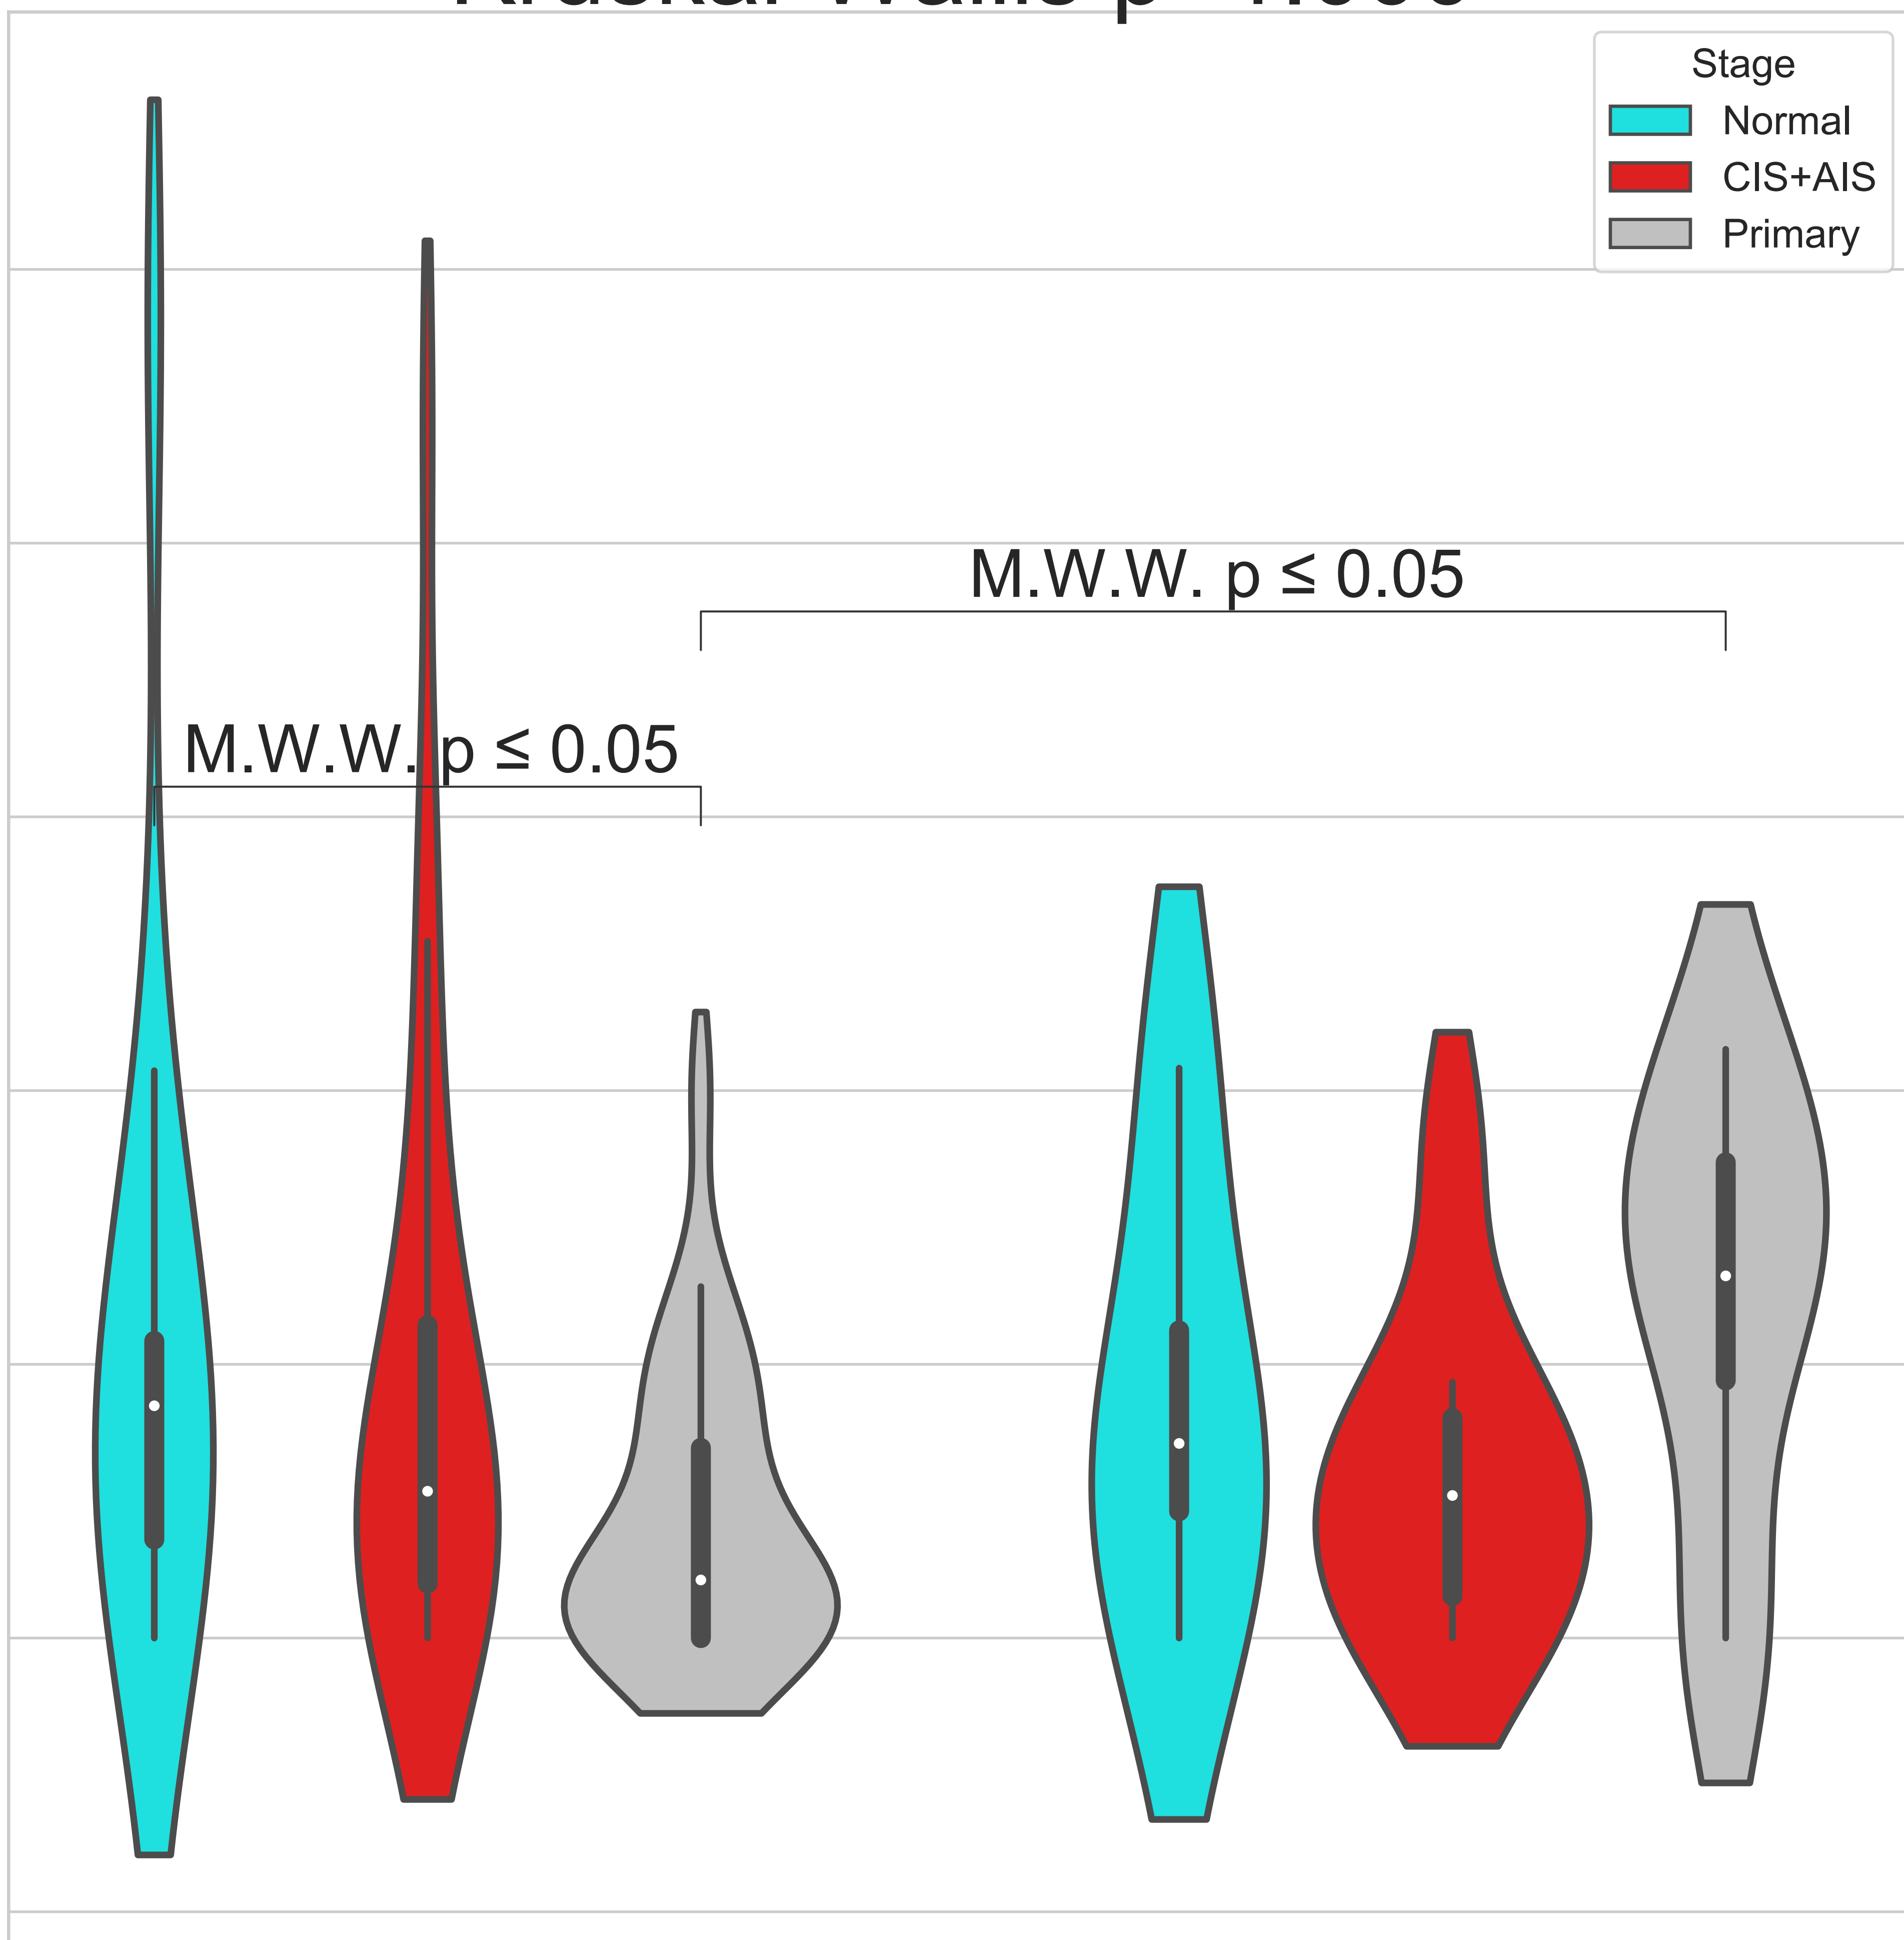 Stage
Normal
CIS+AIS
Primary
M.W.W. p ≤ 0.05
M.W.W. p ≤ 0.05